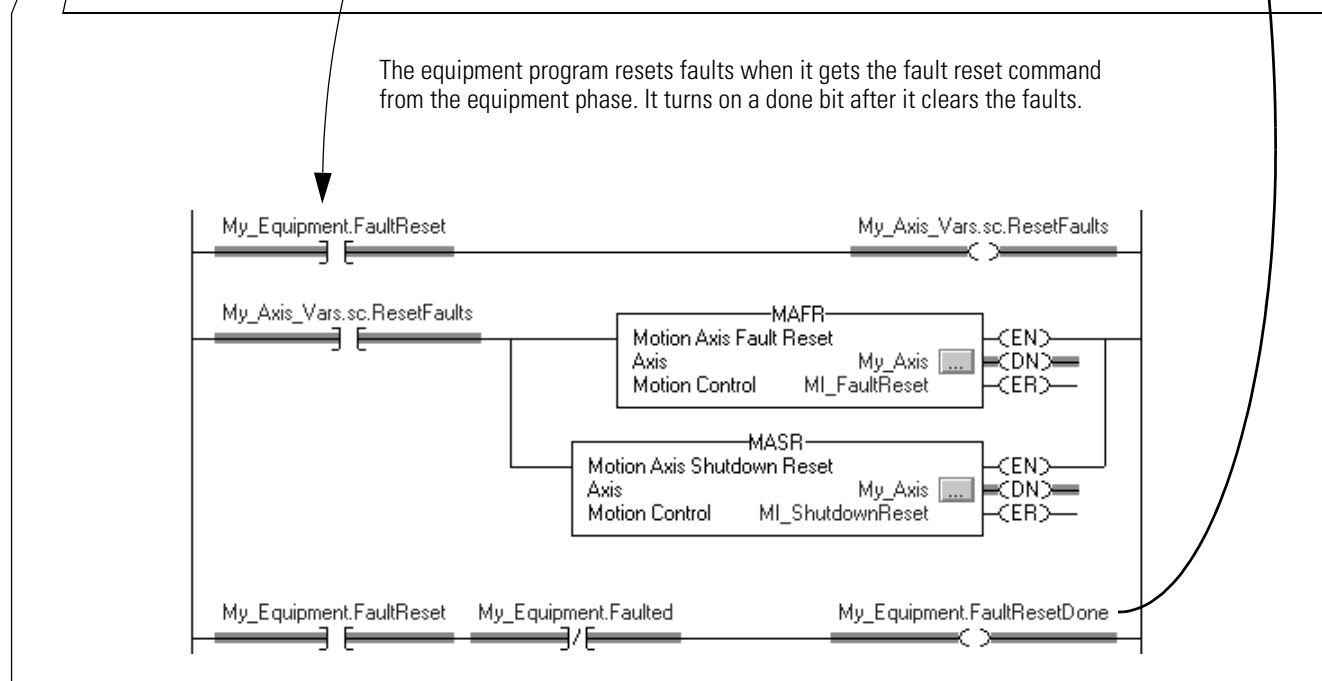 The equipment program resets faults when it gets the fault reset command
from the equipment phase. It turns on a done bit after it clears the faults.
My_Equipment.FaultReset
My_Axis_Vars.sc.ResetFaults
My_Axis_Vars.sc.ResetFaults
MAFR
Motion Axis Fault Reset
Axis My_Axis ...
Motion Control MI_FaultReset
EN
DN
ER
MASR
Motion Axis Shutdown Reset
Axis My_Axis ...
Motion Control MI_ShutdownReset
EN
DN
ER
My_Equipment.FaultReset My_Equipment.Faulted My_Equipment.FaultResetDone